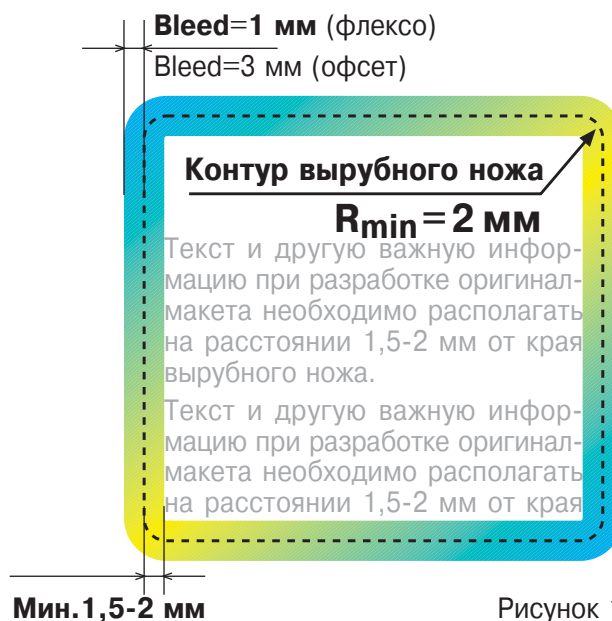 Bleed=1 мм (флексо)
Bleed=3 мм (офсет)
Контур вырубного ножа
Rmin=2 мм
Текст и другую важную инфор-
мацию при разработке оригинал-
макета необходимо располагать
на расстоянии 1,5-2 мм от края
вырубного ножа.
Текст и другую важную инфор-
мацию при разработке оригинал-
макета необходимо располагать
на расстоянии 1,5-2 мм от края
Мин.1,5-2 мм
Рисунок